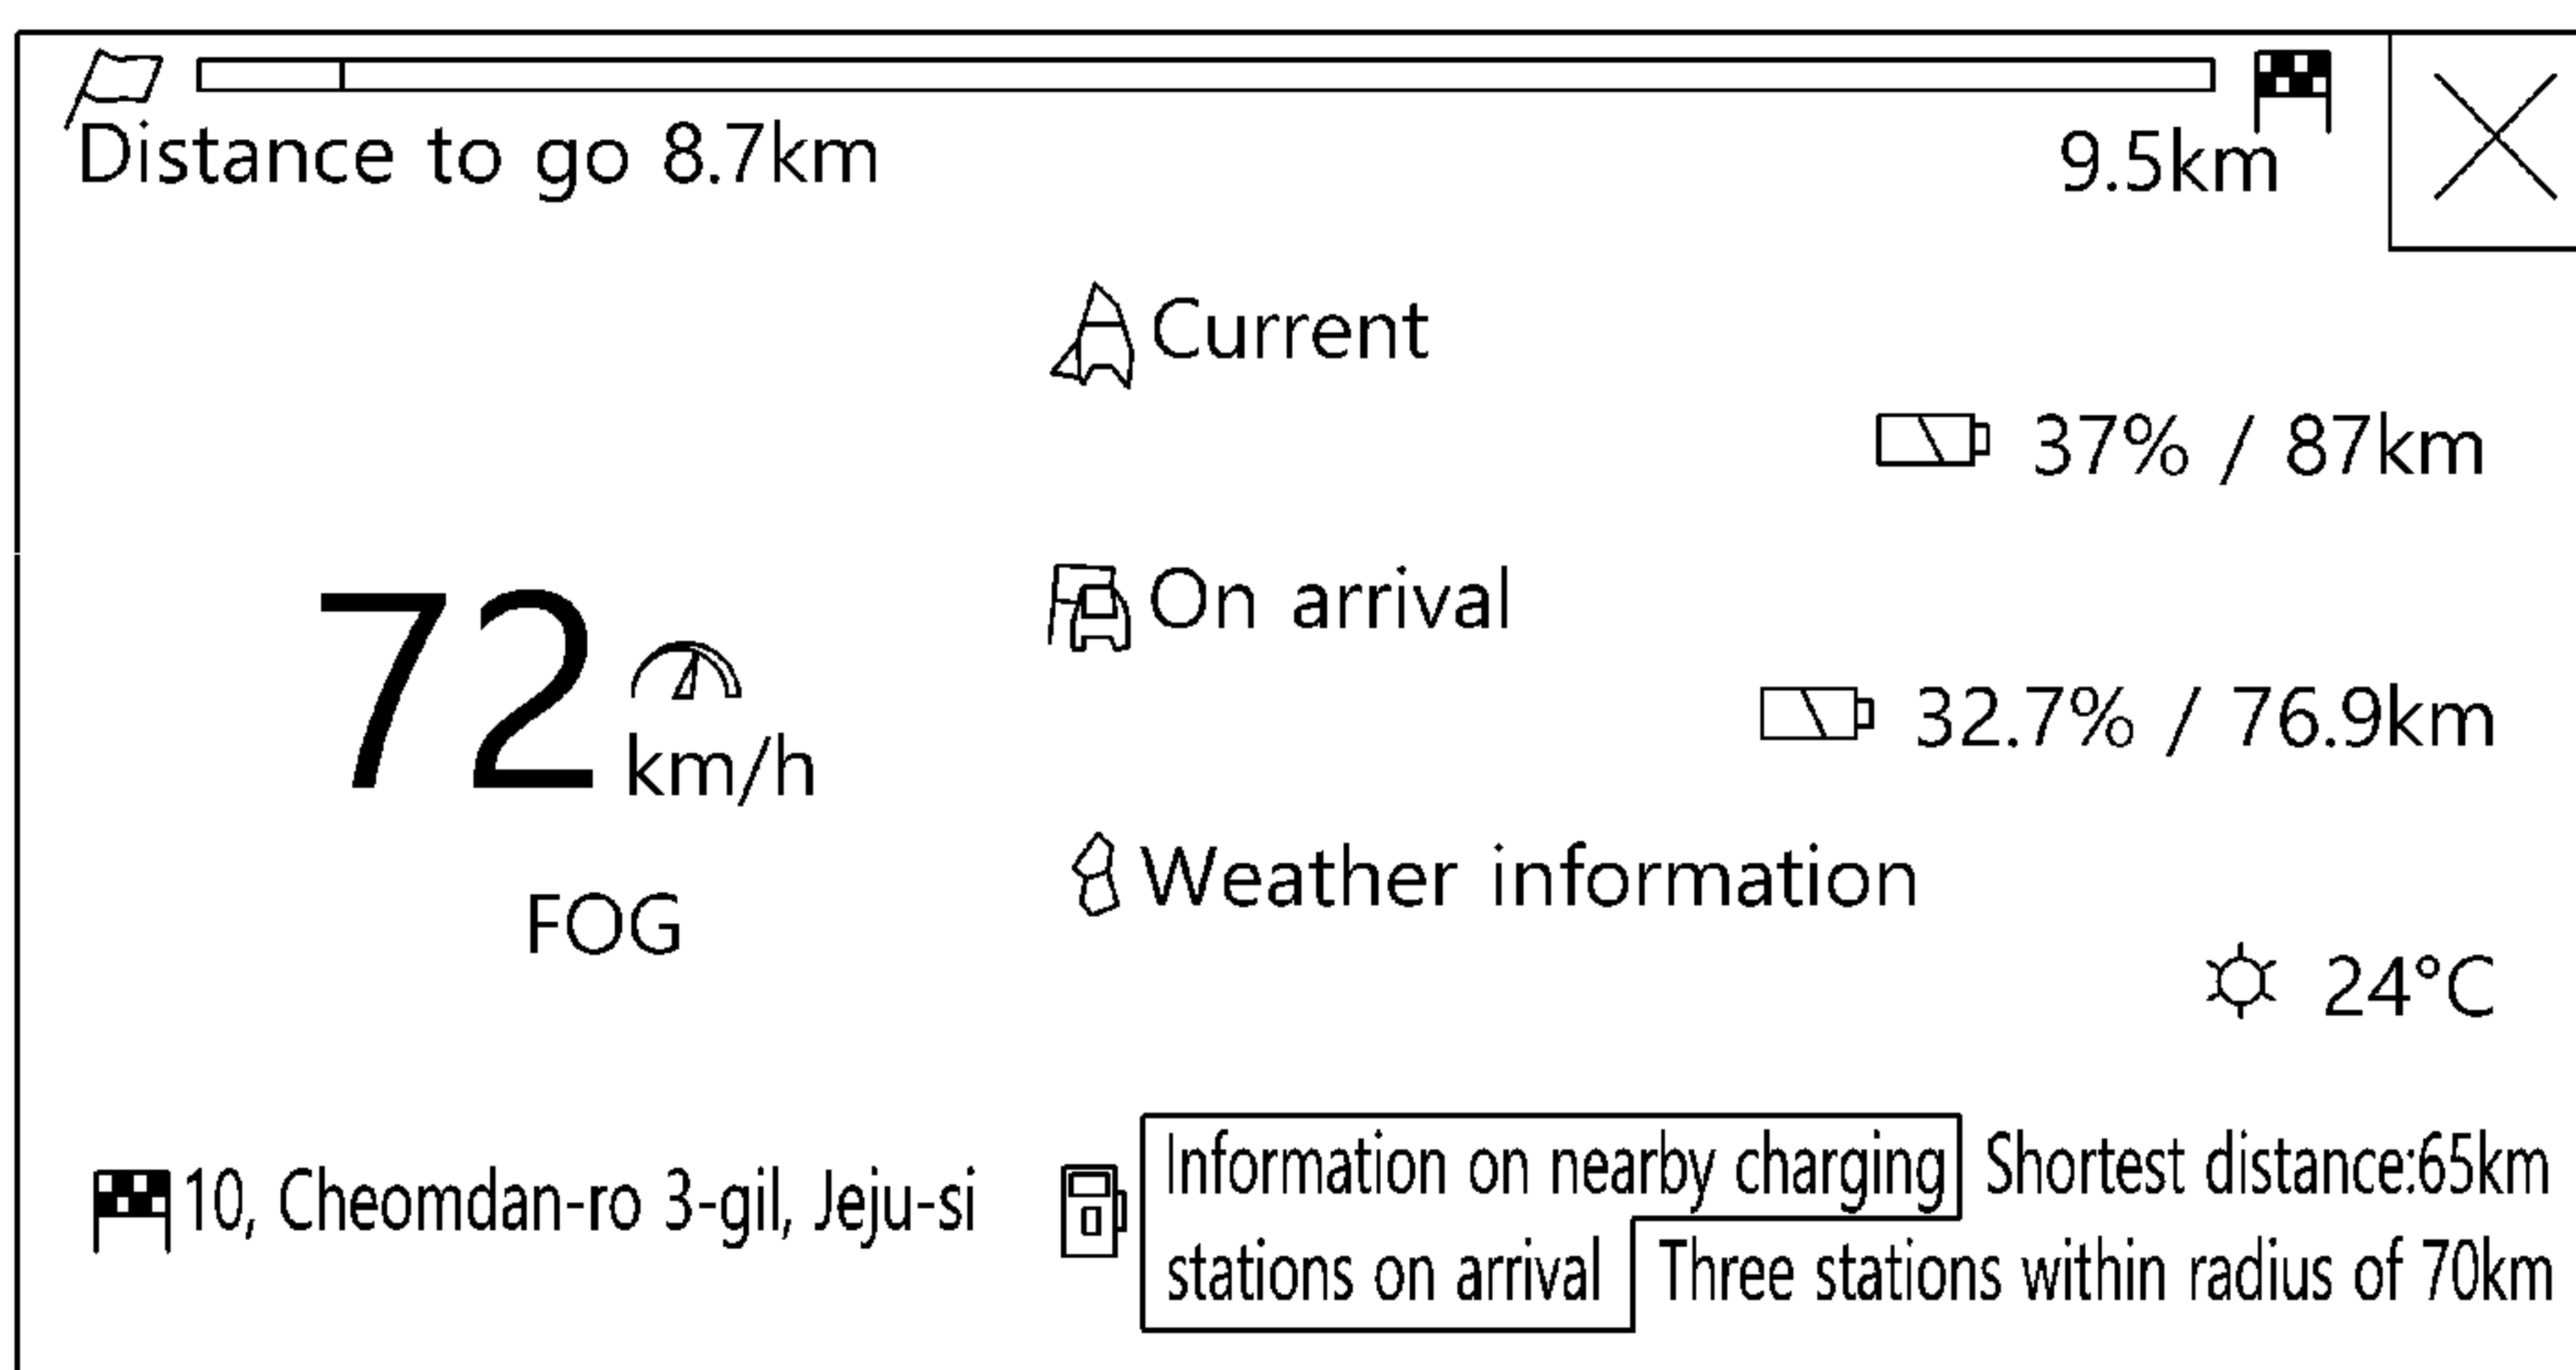 Distance to go 8.7km
9.5km
Current
37% / 87km
On arrival
32.7% / 76.9km
72 km/h
FOG
Weather information
24°C
10, Cheomdan-ro 3-gil, Jeju-si
Information on nearby charging
stations on arrival
Shortest distance:65km
Three stations within radius of 70km